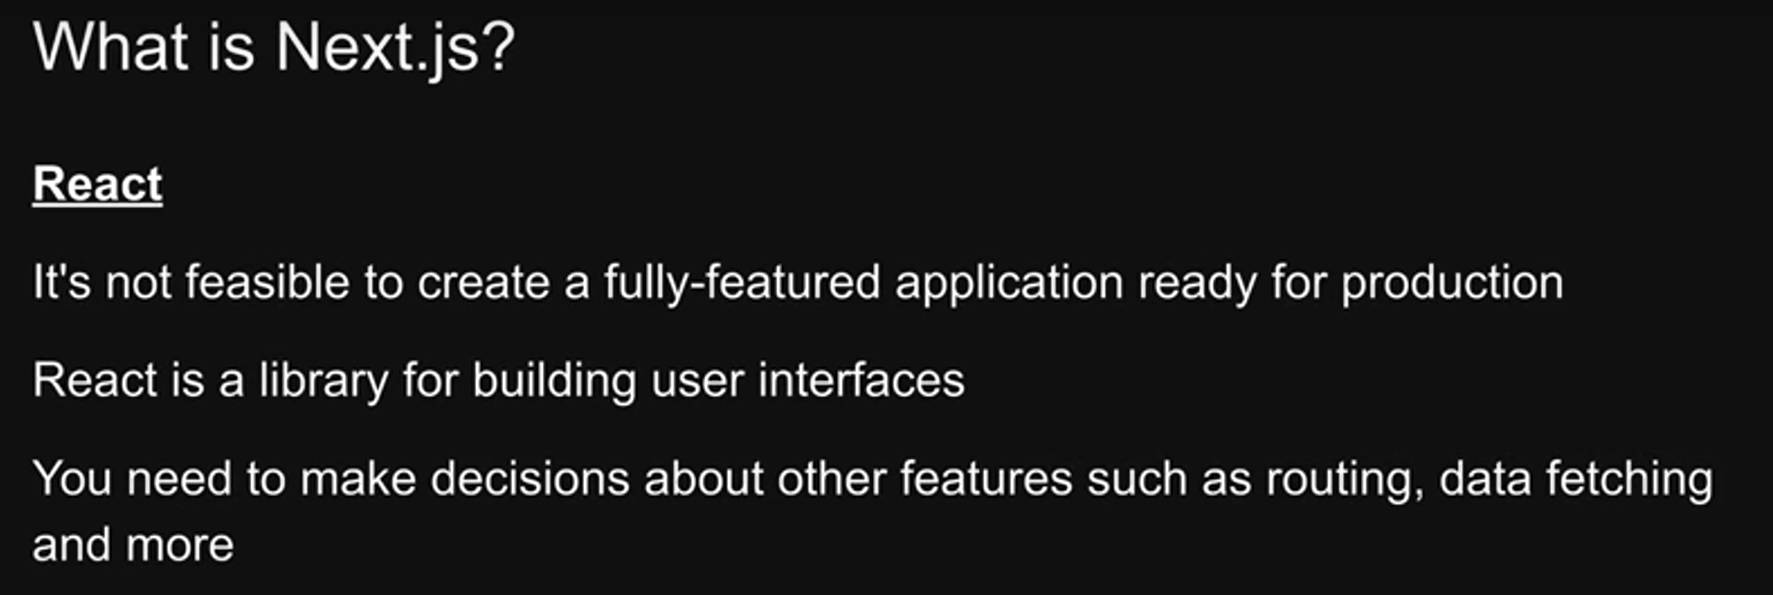 What is Next.js?
React
It's not feasible to create a fully-featured application ready for production
React is a library for building user interfaces
You need to make decisions about other features such as routing, data fetching
and more